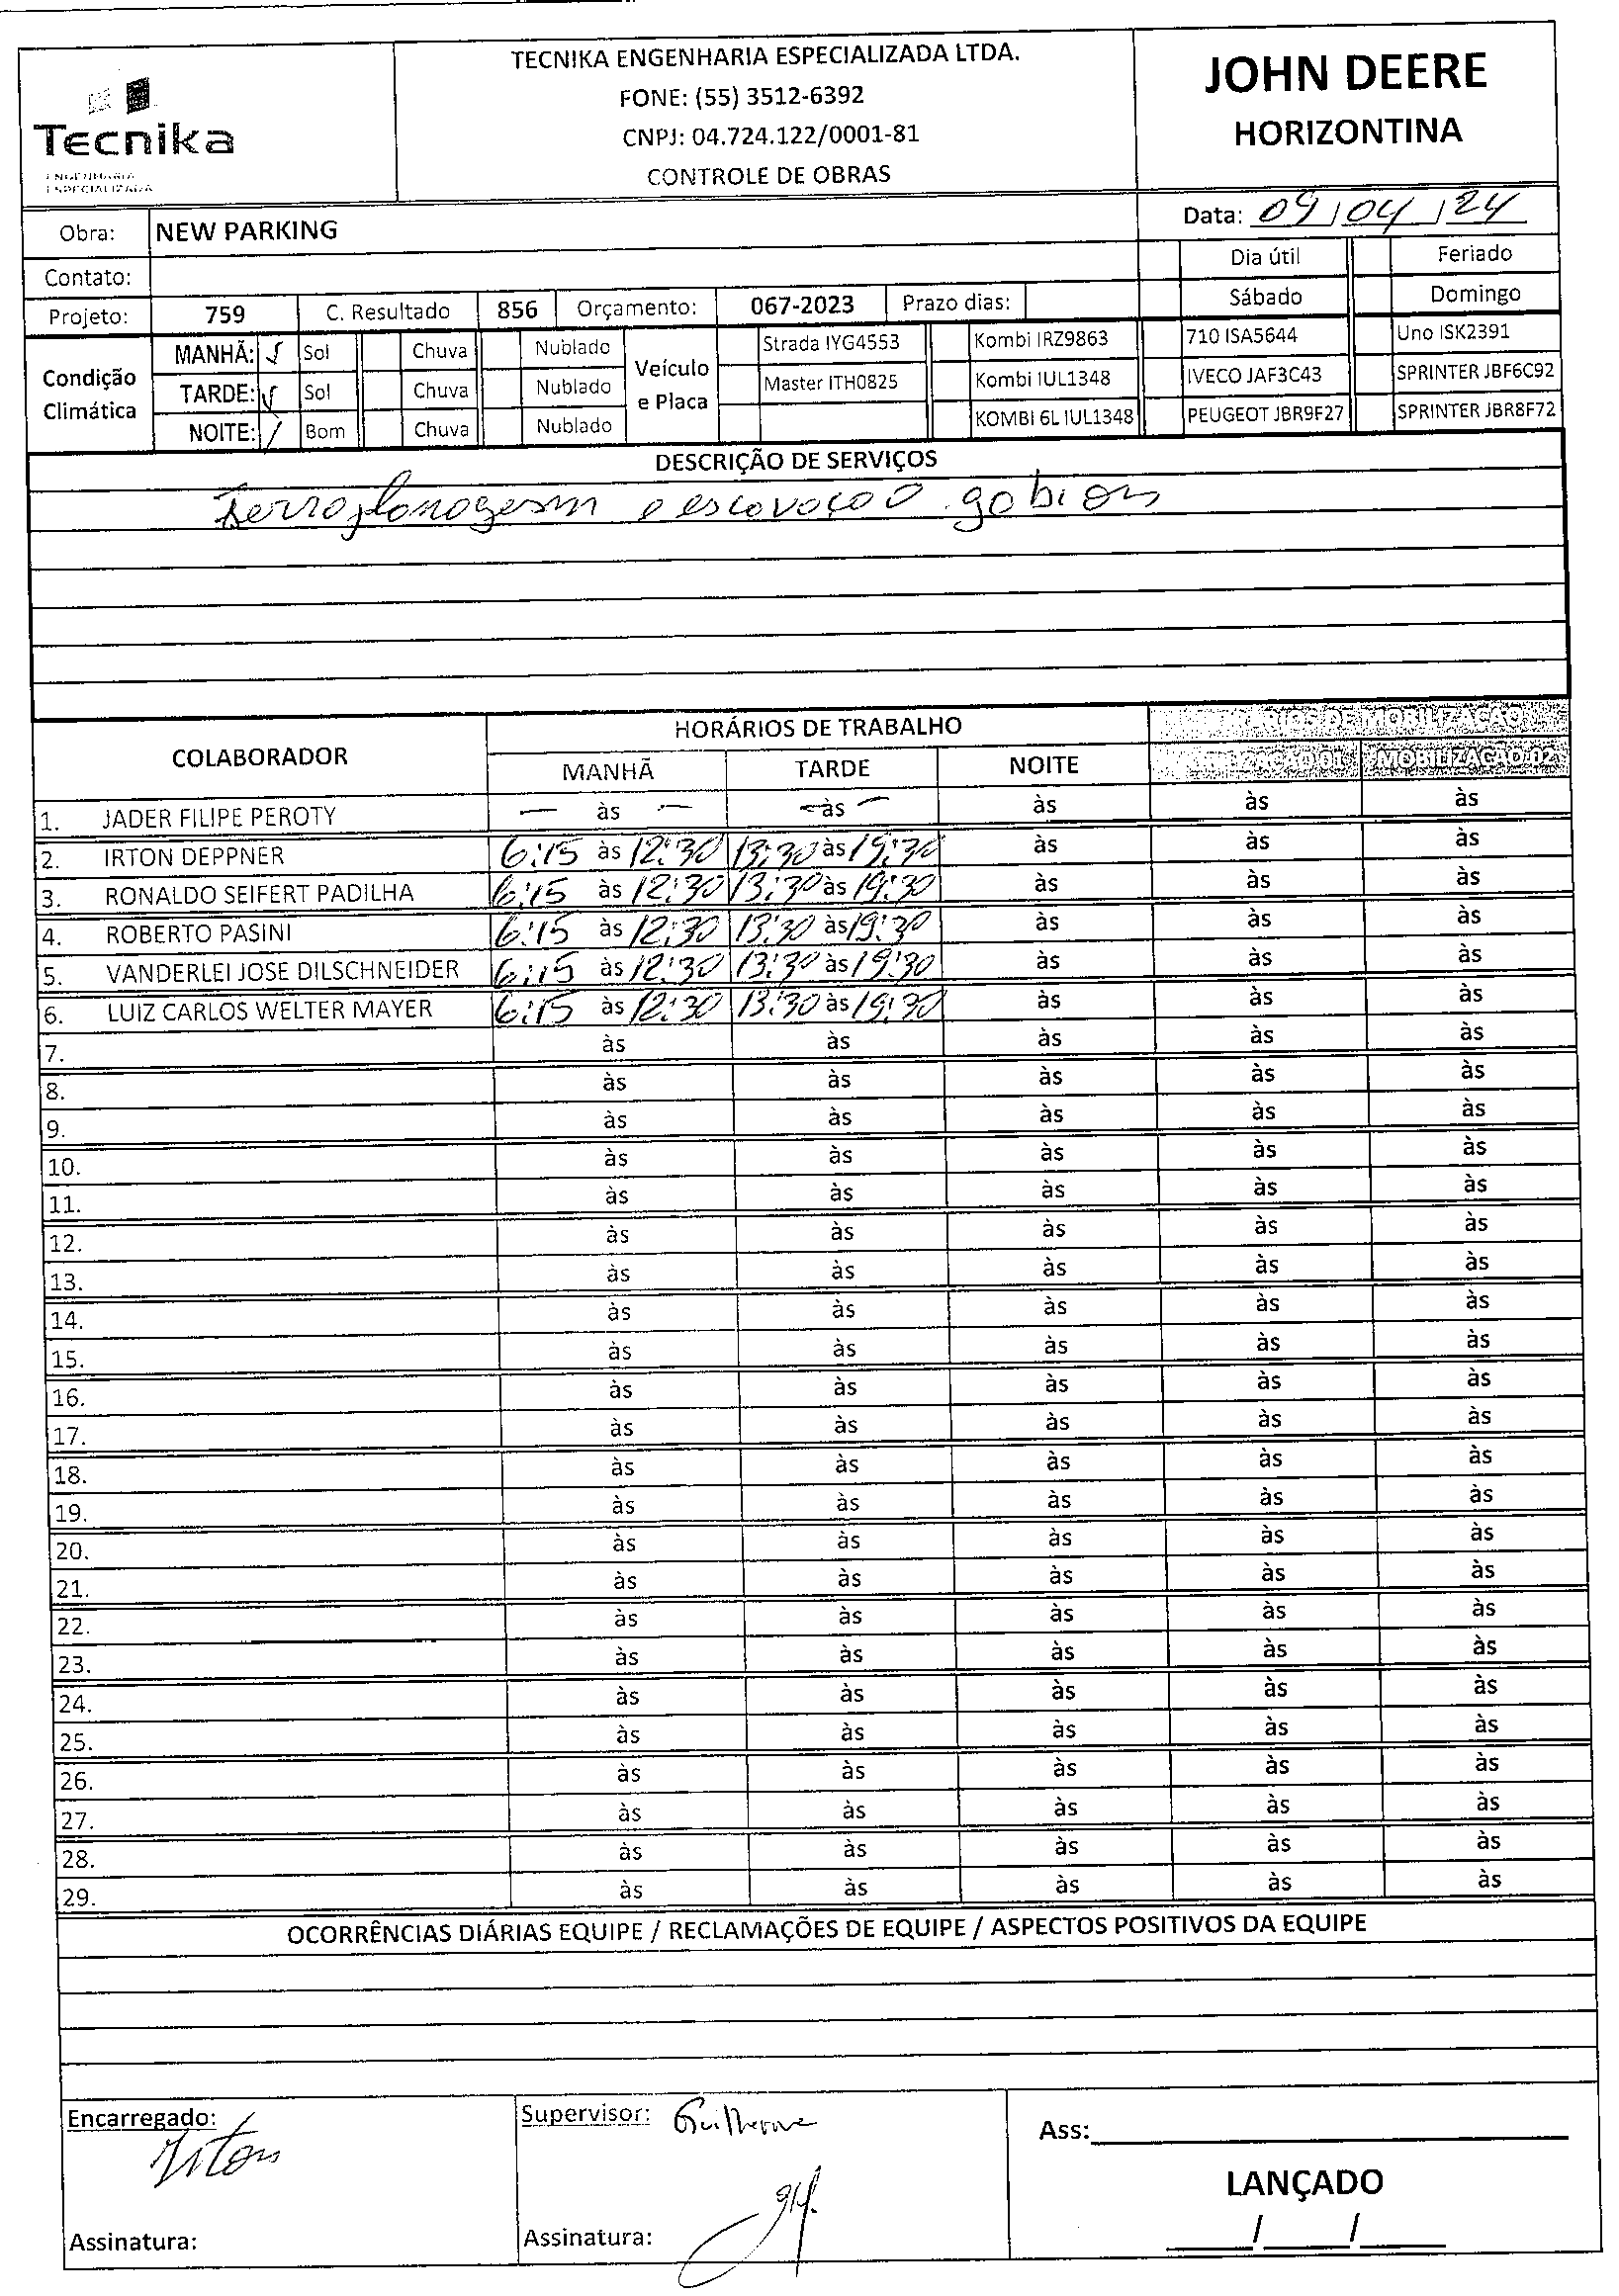 Tecnika
ENGENHARIA
ESPECIALIZADA
TECNIKA ENGENHARIA ESPECIALIZADA LTDA.
FONE: (55) 3512-6392
CNPJ: 04.724.122/0001-81
CONTROLE DE OBRAS
JOHN DEERE
HORIZONTINA
Obra: NEW PARKING
Data: 09/04/24
Contato:
Dia útil Feriado
Projeto: 759 C. Resultado 856 Orçamento: 067-2023 Prazo dias: Sábado Domingo
Condição Climática
MANHÃ: Sol Chuva Nublado
TARDE: Sol Chuva Nublado
NOITE: Bom Chuva Nublado
Veículo e Placa
Strada IYG4553 Kombi IRZ9863 710 ISA5644 Uno ISK2391
Master ITH0825 Kombi IUL1348 IVECO JAF3C43 SPRINTER JBF6C92
KOMBI 6L IUL1348 PEUGEOT JBR9F27 SPRINTER JBR8F72
DESCRIÇÃO DE SERVIÇOS
Terraplanagem e escavação gabion
COLABORADOR HORÁRIOS DE TRABALHO HORÁRIOS DE MOBILIZAÇÃO
MANHÃ TARDE NOITE MOBILIZAÇÃO 01 MOBILIZAÇÃO 02
1. JADER FILIPE PEROTY — às — — às — às às às
2. IRTON DEPPNER 6:15 às 12:30 13:30 às 19:30 às às às
3. RONALDO SEIFERT PADILHA 6:15 às 12:30 13:30 às 19:30 às às às
4. ROBERTO PASINI 6:15 às 12:30 13:30 às 19:30 às às às
5. VANDERLEI JOSE DILSCHNEIDER 6:15 às 12:30 13:30 às 19:30 às às às
6. LUIZ CARLOS WELTER MAYER 6:15 às 12:30 13:30 às 19:30 às às às
7. às às às às às
8. às às às às às
9. às às às às às
10. às às às às às
11. às às às às às
12. às às às às às
13. às às às às às
14. às às às às às
15. às às às às às
16. às às às às às
17. às às às às às
18. às às às às às
19. às às às às às
20. às às às às às
21. às às às às às
22. às às às às às
23. às às às às às
24. às às às às às
25. às às às às às
26. às às às às às
27. às às às às às
28. às às às às às
29. às às às às às
OCORRÊNCIAS DIÁRIAS EQUIPE / RECLAMAÇÕES DE EQUIPE / ASPECTOS POSITIVOS DA EQUIPE
Encarregado: Irton
Assinatura:
Supervisor: Guilherme
Assinatura:
Ass:
LANÇADO
/ /